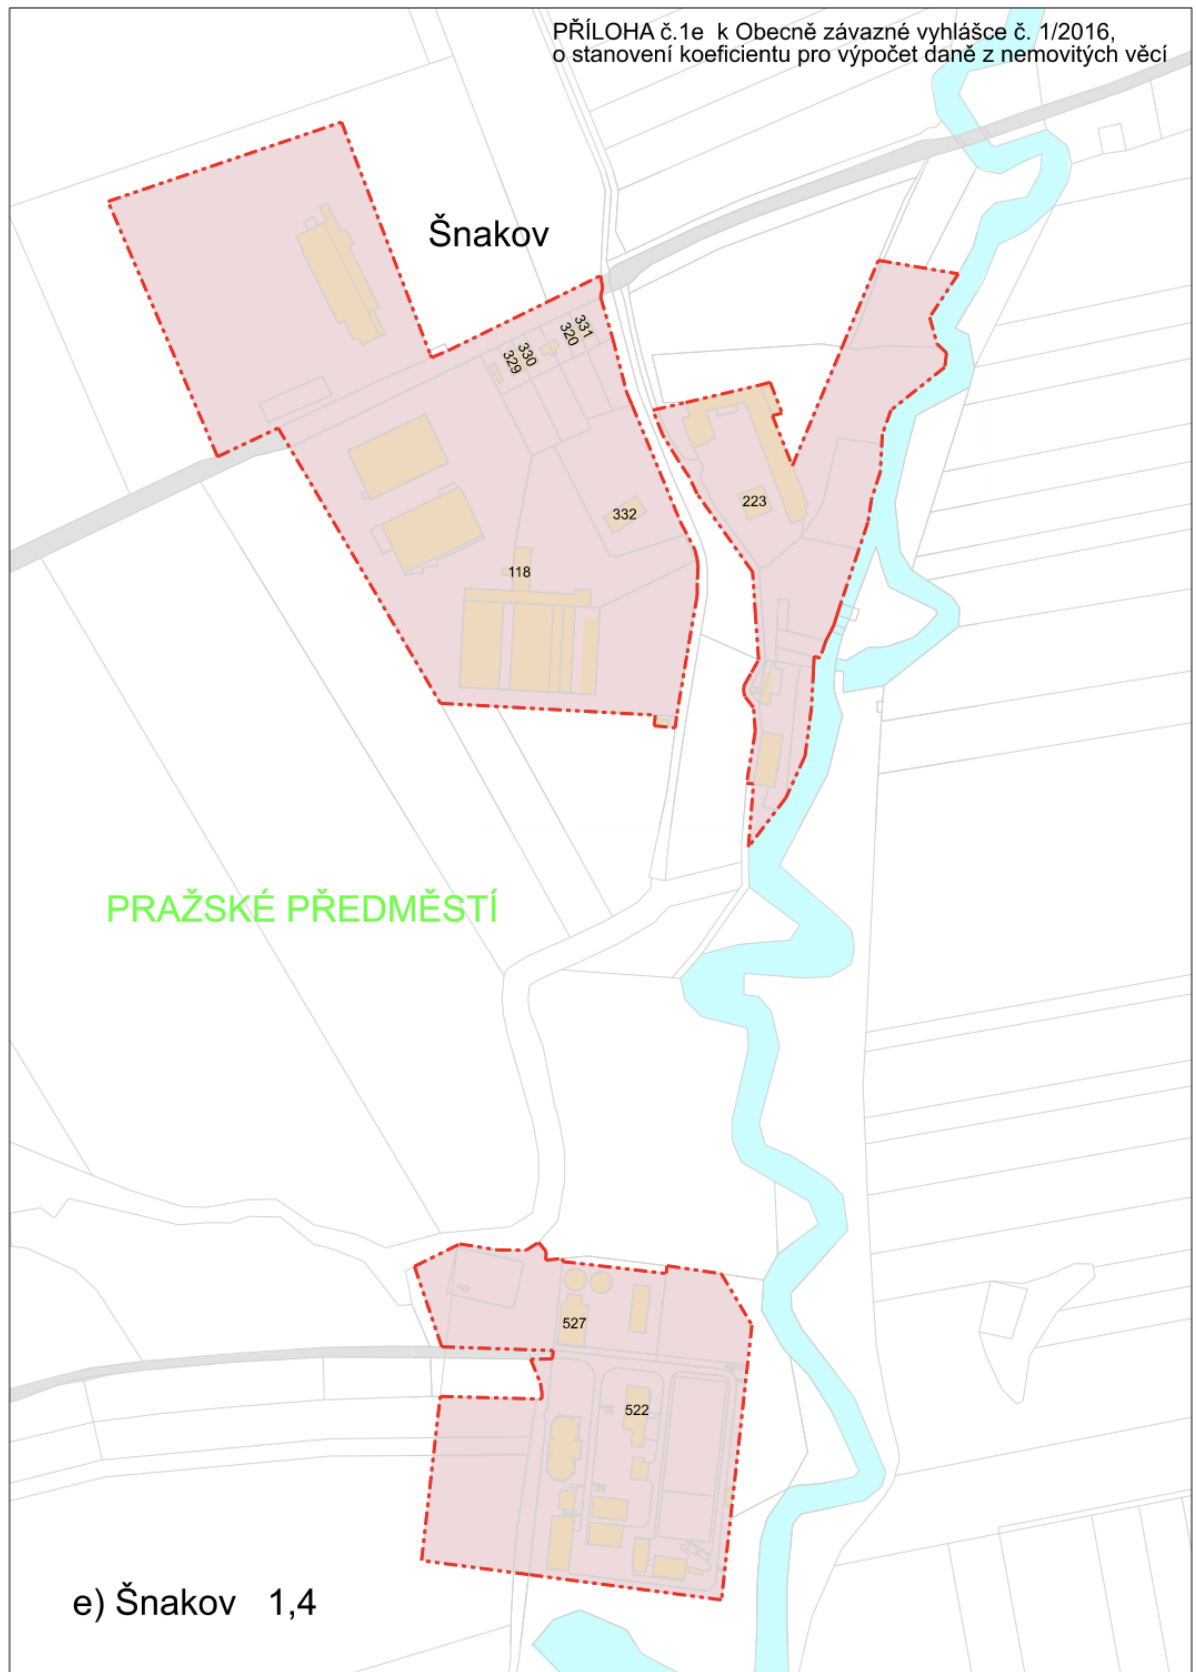 PŘÍLOHA č.1e k Obecně závazné vyhlášce č. 1/2016,
o stanovení koeficientu pro výpočet daně z nemovitých věcí
Šnakov
331
320
330
329
223
332
118
PRAŽSKÉ PŘEDMĚSTÍ
527
522
e) Šnakov 1,4